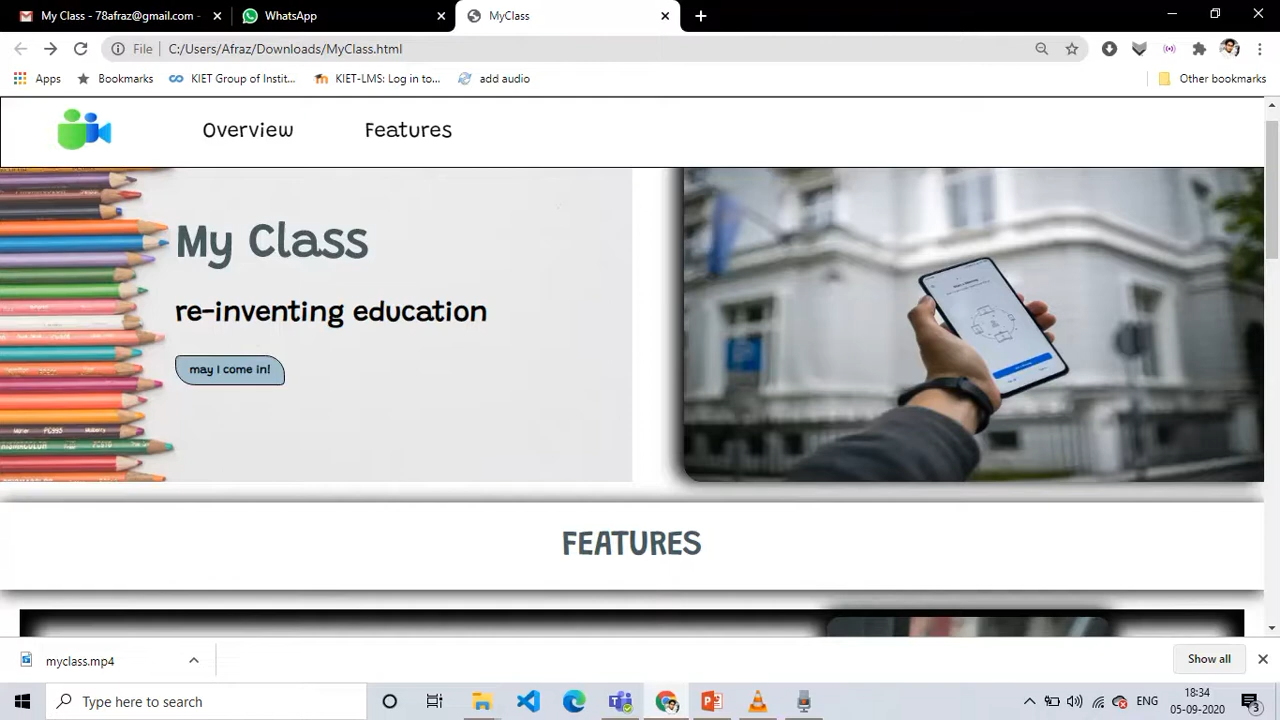 My Class - 78afraz@gmail.com -
WhatsApp
MyClass
File
C:/Users/Afraz/Downloads/MyClass.html
Apps
Bookmarks
KIET Group of Instit...
KIET-LMS: Log in to...
add audio
Other bookmarks
Overview
Features
My Class
re-inventing education
may I come in!
FEATURES
myclass.mp4
Show all
Type here to search
ENG
18:34
05-09-2020
3